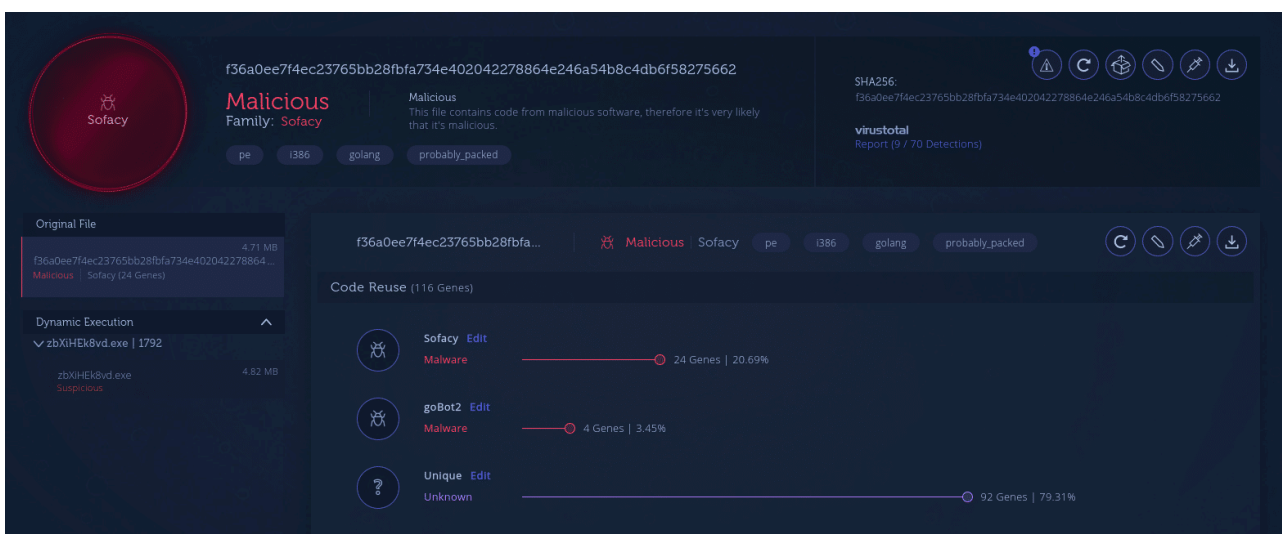 Sofacy
f36a0ee7f4ec23765bb28fbfa734e402042278864e246a54b8c4db6f58275662
Malicious
Family: Sofacy
Malicious
This file contains code from malicious software, therefore it's very likely
that it's malicious.
pe i386 golang probably_packed
SHA256:
f36a0ee7f4ec23765bb28fbfa734e402042278864e246a54b8c4db6f58275662
virustotal
Report (9 / 70 Detections)
Original File
4.71 MB
f36a0ee7f4ec23765bb28fbfa734e402042278864...
Malicious | Sofacy (24 Genes)
Dynamic Execution
zbXiHEk8vd.exe | 1792
zbXiHEk8vd.exe 4.82 MB
Suspicious
f36a0ee7f4ec23765bb28fbfa... Malicious Sofacy pe i386 golang probably_packed
Code Reuse (116 Genes)
Sofacy Edit
Malware 24 Genes | 20.69%
goBot2 Edit
Malware 4 Genes | 3.45%
Unique Edit
Unknown 92 Genes | 79.31%